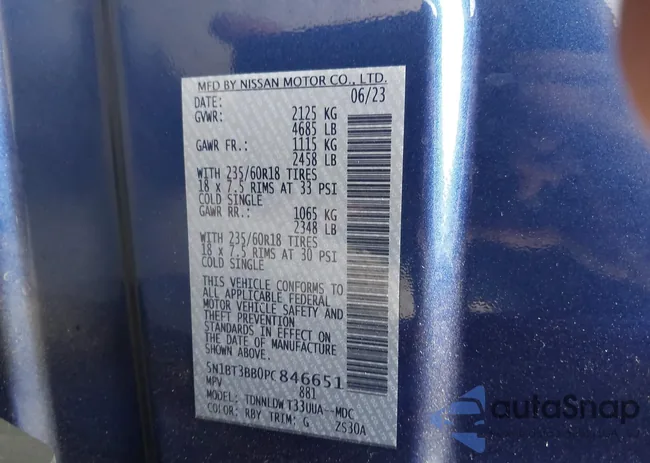 MFD BY NISSAN MOTOR CO., LTD.
DATE: 06/23
GVWR: 2125 KG
4685 LB
GAWR FR.: 1115 KG
2458 LB
WITH 235/60R18 TIRES
18 x 7.5 RIMS AT 33 PSI
COLD SINGLE
GAWR RR.: 1065 KG
2348 LB
WITH 235/60R18 TIRES
18 x 7.5 RIMS AT 30 PSI
COLD SINGLE
THIS VEHICLE CONFORMS TO
ALL APPLICABLE FEDERAL
MOTOR VEHICLE SAFETY AND
THEFT PREVENTION
STANDARDS IN EFFECT ON
THE DATE OF MANUFACTURE
SHOWN ABOVE.
5N1BT3BB0PC846651
MPV 881
MODEL: TDNNLDWT33UUA--MDC
COLOR: RBY TRIM: G ZS30A
autoSnap